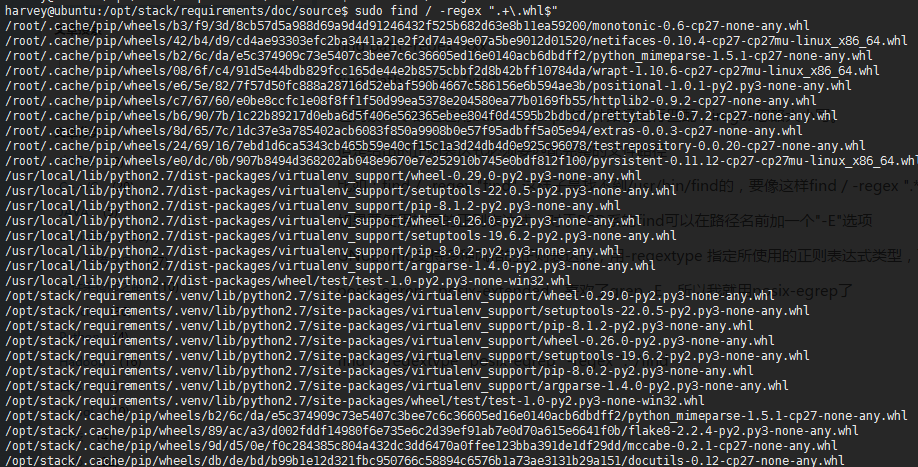 harvey@ubuntu:/opt/stack/requirements/doc/source$ sudo find / -regex ".+\.whl$"
/root/.cache/pip/wheels/b3/f9/3d/8cb57d5a988d69a9d4d91246432f525b682d63e8b11ea59200/monotonic-0.6-cp27-none-any.whl
/root/.cache/pip/wheels/42/b4/d9/cd4ae93303efc2ba3441a21e2f2d74a49e07a5be9012d01520/netifaces-0.10.4-cp27-cp27mu-linux_x86_64.whl
/root/.cache/pip/wheels/b2/6c/da/e5c374909c73e5407c3bee7c6c36605ed16e0140acb6dbdff2/python_mimeparse-1.5.1-cp27-none-any.whl
/root/.cache/pip/wheels/08/6f/c4/91d5e44bdb829fcc165de44e2b8575cbbf2d8b42bff10784da/wrapt-1.10.6-cp27-cp27mu-linux_x86_64.whl
/root/.cache/pip/wheels/e6/5e/82/7f57d50fc888a28716d52ebaf590b4667c586156e6b594ae3b/positional-1.0.1-py2.py3-none-any.whl
/root/.cache/pip/wheels/c7/67/60/e0be8ccfc1e08f8ff1f50d99ea5378e204580ea77b0169fb55/httplib2-0.9.2-cp27-none-any.whl
/root/.cache/pip/wheels/b6/90/7b/1c22b89217d0eba6d5f406e562365ebee804f0d4595b2bdbcd/prettytable-0.7.2-cp27-none-any.whl
/root/.cache/pip/wheels/8d/65/7c/1dc37e3a785402acb6083f850a9908b0e57f95adbff5a05e94/extras-0.0.3-cp27-none-any.whl
/root/.cache/pip/wheels/24/69/16/7ebd1d6ca5343cb465b59e40cf15c1a3d24db4d0e925c96078/testrepository-0.0.20-cp27-none-any.whl
/root/.cache/pip/wheels/e0/dc/0b/907b8494d368202ab048e9670e7e252910b745e0bdf812f100/pyrsistent-0.11.12-cp27-cp27mu-linux_x86_64.whl
/usr/local/lib/python2.7/dist-packages/virtualenv_support/wheel-0.29.0-py2.py3-none-any.whl
/usr/local/lib/python2.7/dist-packages/virtualenv_support/setuptools-22.0.5-py2.py3-none-any.whl
/usr/local/lib/python2.7/dist-packages/virtualenv_support/pip-8.1.2-py2.py3-none-any.whl
/usr/local/lib/python2.7/dist-packages/virtualenv_support/wheel-0.26.0-py2.py3-none-any.whl
/usr/local/lib/python2.7/dist-packages/virtualenv_support/setuptools-19.6.2-py2.py3-none-any.whl
/usr/local/lib/python2.7/dist-packages/virtualenv_support/pip-8.0.2-py2.py3-none-any.whl
/usr/local/lib/python2.7/dist-packages/virtualenv_support/argparse-1.4.0-py2.py3-none-any.whl
/usr/local/lib/python2.7/dist-packages/wheel/test/test-1.0-py2.py3-none-win32.whl
/opt/stack/requirements/.venv/lib/python2.7/site-packages/virtualenv_support/wheel-0.29.0-py2.py3-none-any.whl
/opt/stack/requirements/.venv/lib/python2.7/site-packages/virtualenv_support/setuptools-22.0.5-py2.py3-none-any.whl
/opt/stack/requirements/.venv/lib/python2.7/site-packages/virtualenv_support/pip-8.1.2-py2.py3-none-any.whl
/opt/stack/requirements/.venv/lib/python2.7/site-packages/virtualenv_support/wheel-0.26.0-py2.py3-none-any.whl
/opt/stack/requirements/.venv/lib/python2.7/site-packages/virtualenv_support/setuptools-19.6.2-py2.py3-none-any.whl
/opt/stack/requirements/.venv/lib/python2.7/site-packages/virtualenv_support/pip-8.0.2-py2.py3-none-any.whl
/opt/stack/requirements/.venv/lib/python2.7/site-packages/virtualenv_support/argparse-1.4.0-py2.py3-none-any.whl
/opt/stack/requirements/.venv/lib/python2.7/site-packages/wheel/test/test-1.0-py2.py3-none-win32.whl
/opt/stack/.cache/pip/wheels/b2/6c/da/e5c374909c73e5407c3bee7c6c36605ed16e0140acb6dbdff2/python_mimeparse-1.5.1-cp27-none-any.whl
/opt/stack/.cache/pip/wheels/89/ac/a3/d002fddf14980f6e735e6c2d39ef91ab7e0d70a615e6641f0b/flake8-2.2.4-py2.py3-none-any.whl
/opt/stack/.cache/pip/wheels/9d/d5/0e/f0c284385c804a432dc3dd6470a0ffee123bba391de1df29dd/mccabe-0.2.1-cp27-none-any.whl
/opt/stack/.cache/pip/wheels/db/de/bd/b99b1e12d321fbc950766c58894c6576b1a73ae3131b29a151/docutils-0.12-cp27-none-any.whl